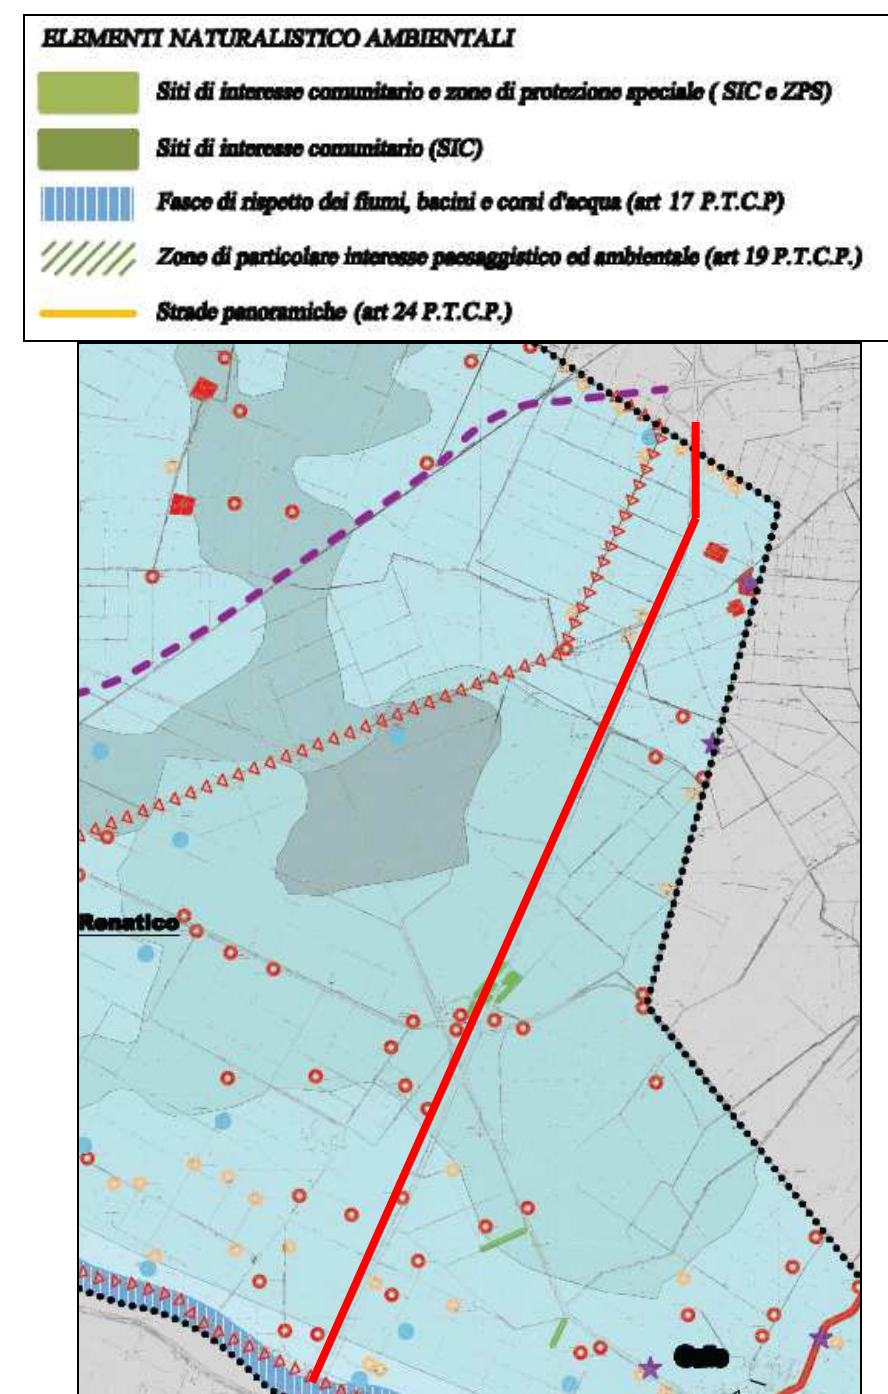 ELEMENTI NATURALISTICO AMBIENTALI
Siti di interesse comunitario e zone di protezione speciale ( SIC e ZPS)
Siti di interesse comunitario (SIC)
Fasce di rispetto dei fiumi, bacini e corsi d'acqua (art 17 P.T.C.P)
Zone di particolare interesse paesaggistico ed ambientale (art 19 P.T.C.P.)
Strade panoramiche (art 24 P.T.C.P.)
Renatico